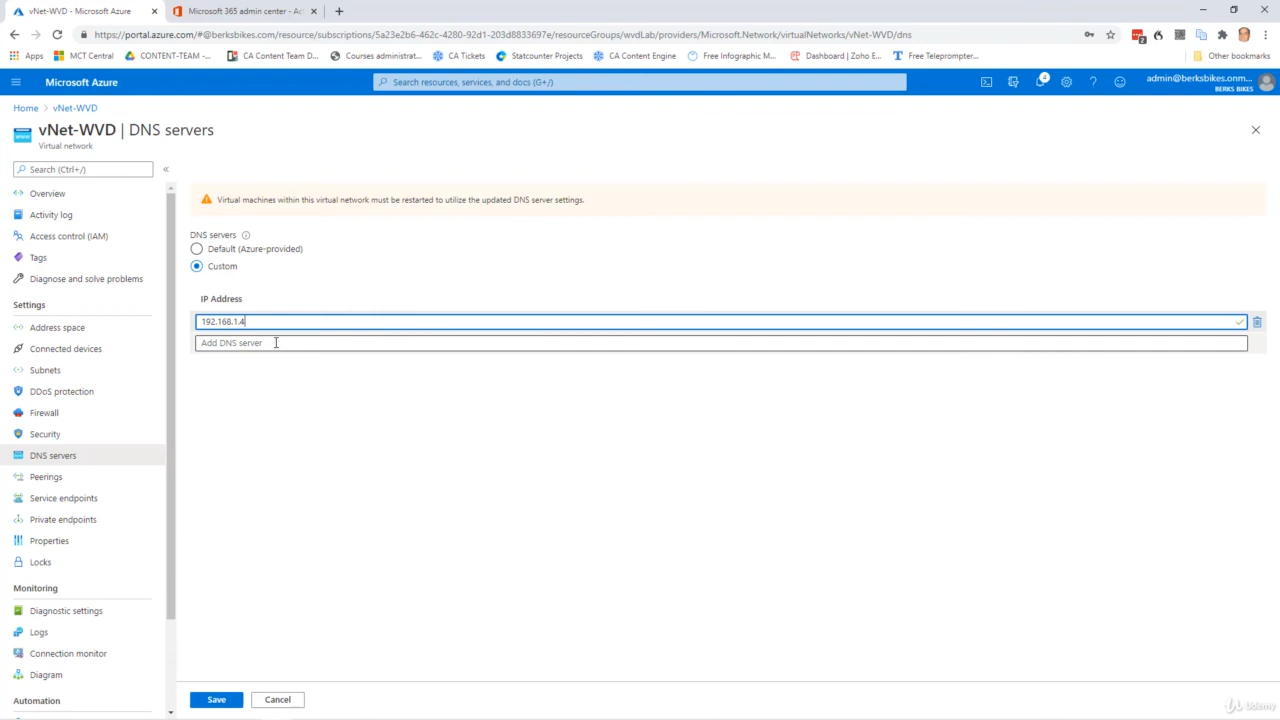 vNet-WVD - Microsoft Azure
Microsoft 365 admin center - Ac
https://portal.azure.com/#@berksbikes.com/resource/subscriptions/5a23e2b6-462c-4280-92d1-203d8833697e/resourceGroups/wvdLab/providers/Microsoft.Network/virtualNetworks/vNet-WVD/dns
2
Apps
MCT Central
CONTENT-TEAM -...
CA Content Team D...
Courses administrat...
CA Tickets
Statcounter Projects
CA Content Engine
Free Infographic M...
Dashboard | Zoho E...
Free Teleprompter...
Other bookmarks
Microsoft Azure
Search resources, services, and docs (G+/)
4
admin@berksbikes.onm...
BERKS BIKES
Home > vNet-WVD
vNet-WVD | DNS servers
Virtual network
Search (Ctrl+/)
«
Overview
Activity log
Access control (IAM)
Tags
Diagnose and solve problems
Settings
Address space
Connected devices
Subnets
DDoS protection
Firewall
Security
DNS servers
Peerings
Service endpoints
Private endpoints
Properties
Locks
Monitoring
Diagnostic settings
Logs
Connection monitor
Diagram
Automation
Virtual machines within this virtual network must be restarted to utilize the updated DNS server settings.
DNS servers
Default (Azure-provided)
Custom
IP Address
192.168.1.4
Add DNS server
Save
Cancel
Udemy